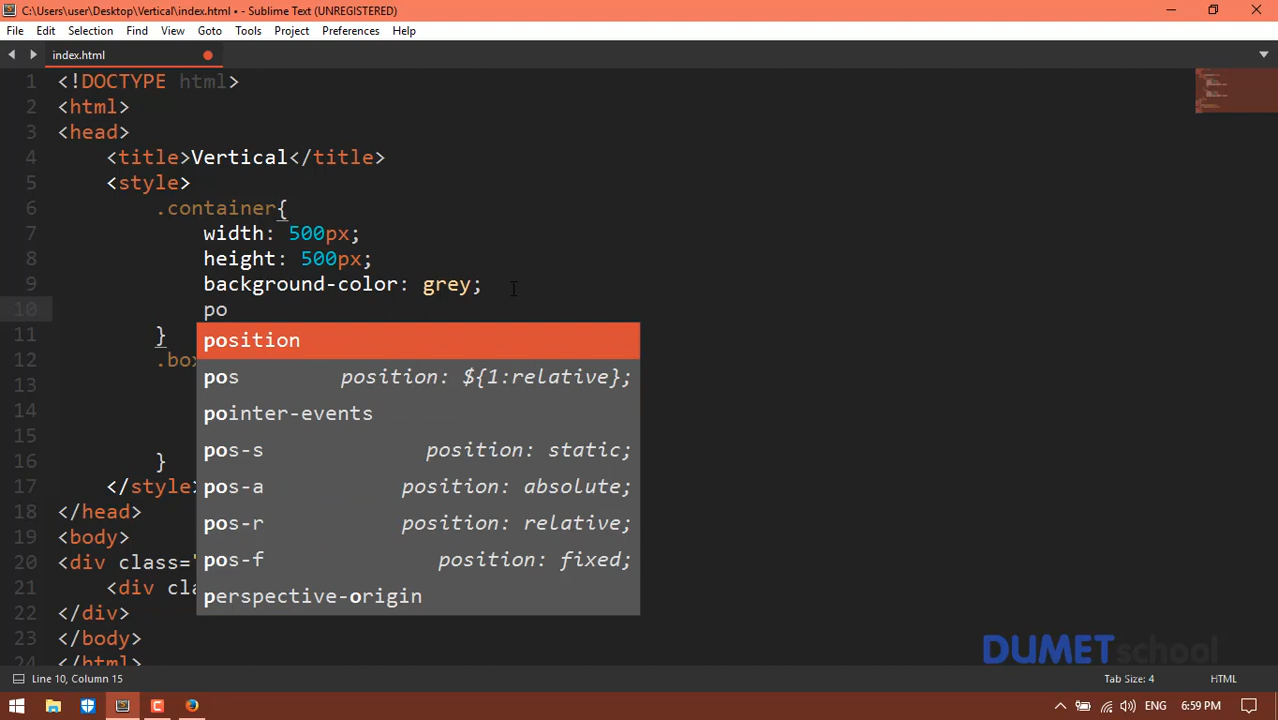 C:\Users\user\Desktop\Vertical\index.html • - Sublime Text (UNREGISTERED)
File Edit Selection Find View Goto Tools Project Preferences Help
index.html
1 <!DOCTYPE html>
2 <html>
3 <head>
4 <title>Vertical</title>
5 <style>
6 .container{
7 width: 500px;
8 height: 500px;
9 background-color: grey;
10 po
11 }
position
12 .box
pos position: ${1:relative};
13
pointer-events
14
15
pos-s position: static;
16 }
17 </style>
pos-a position: absolute;
18 </head>
pos-r position: relative;
19 <body>
20 <div class="
pos-f position: fixed;
21 <div cla
perspective-origin
22 </div>
23 </body>
24 </html>
DUMETschool
Line 10, Column 15 Tab Size: 4 HTML
ENG 6:59 PM